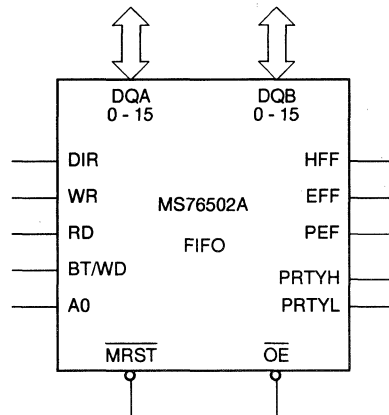 DQA DQB
0 - 15 0 - 15
DIR HFF
WR MS76502A EFF
RD FIFO PEF
BT/WD PRTYH
A0 PRTYL
MRST OE